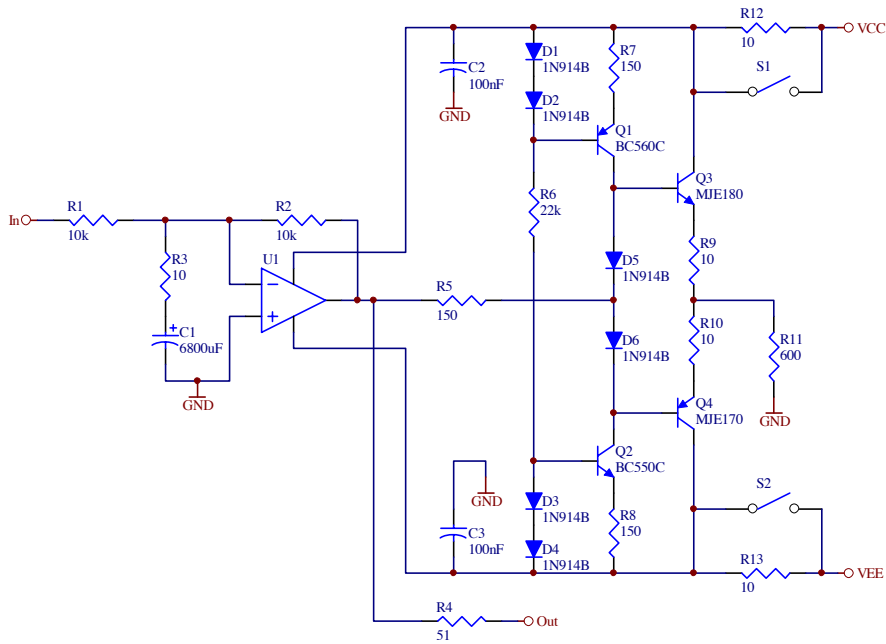 R12
10
VCC
D1
1N914B
R7
150
C2
100nF
GND
S1
D2
1N914B
Q1
BC560C
Q3
MJE180
R6
22k
In
R1
10k
R2
10k
R3
10
U1
R9
10
D5
1N914B
R5
150
C1
6800uF
GND
D6
1N914B
R10
10
R11
600
GND
Q4
MJE170
Q2
BC550C
GND
S2
D3
1N914B
R8
150
C3
100nF
D4
1N914B
R13
10
VEE
R4
51
Out